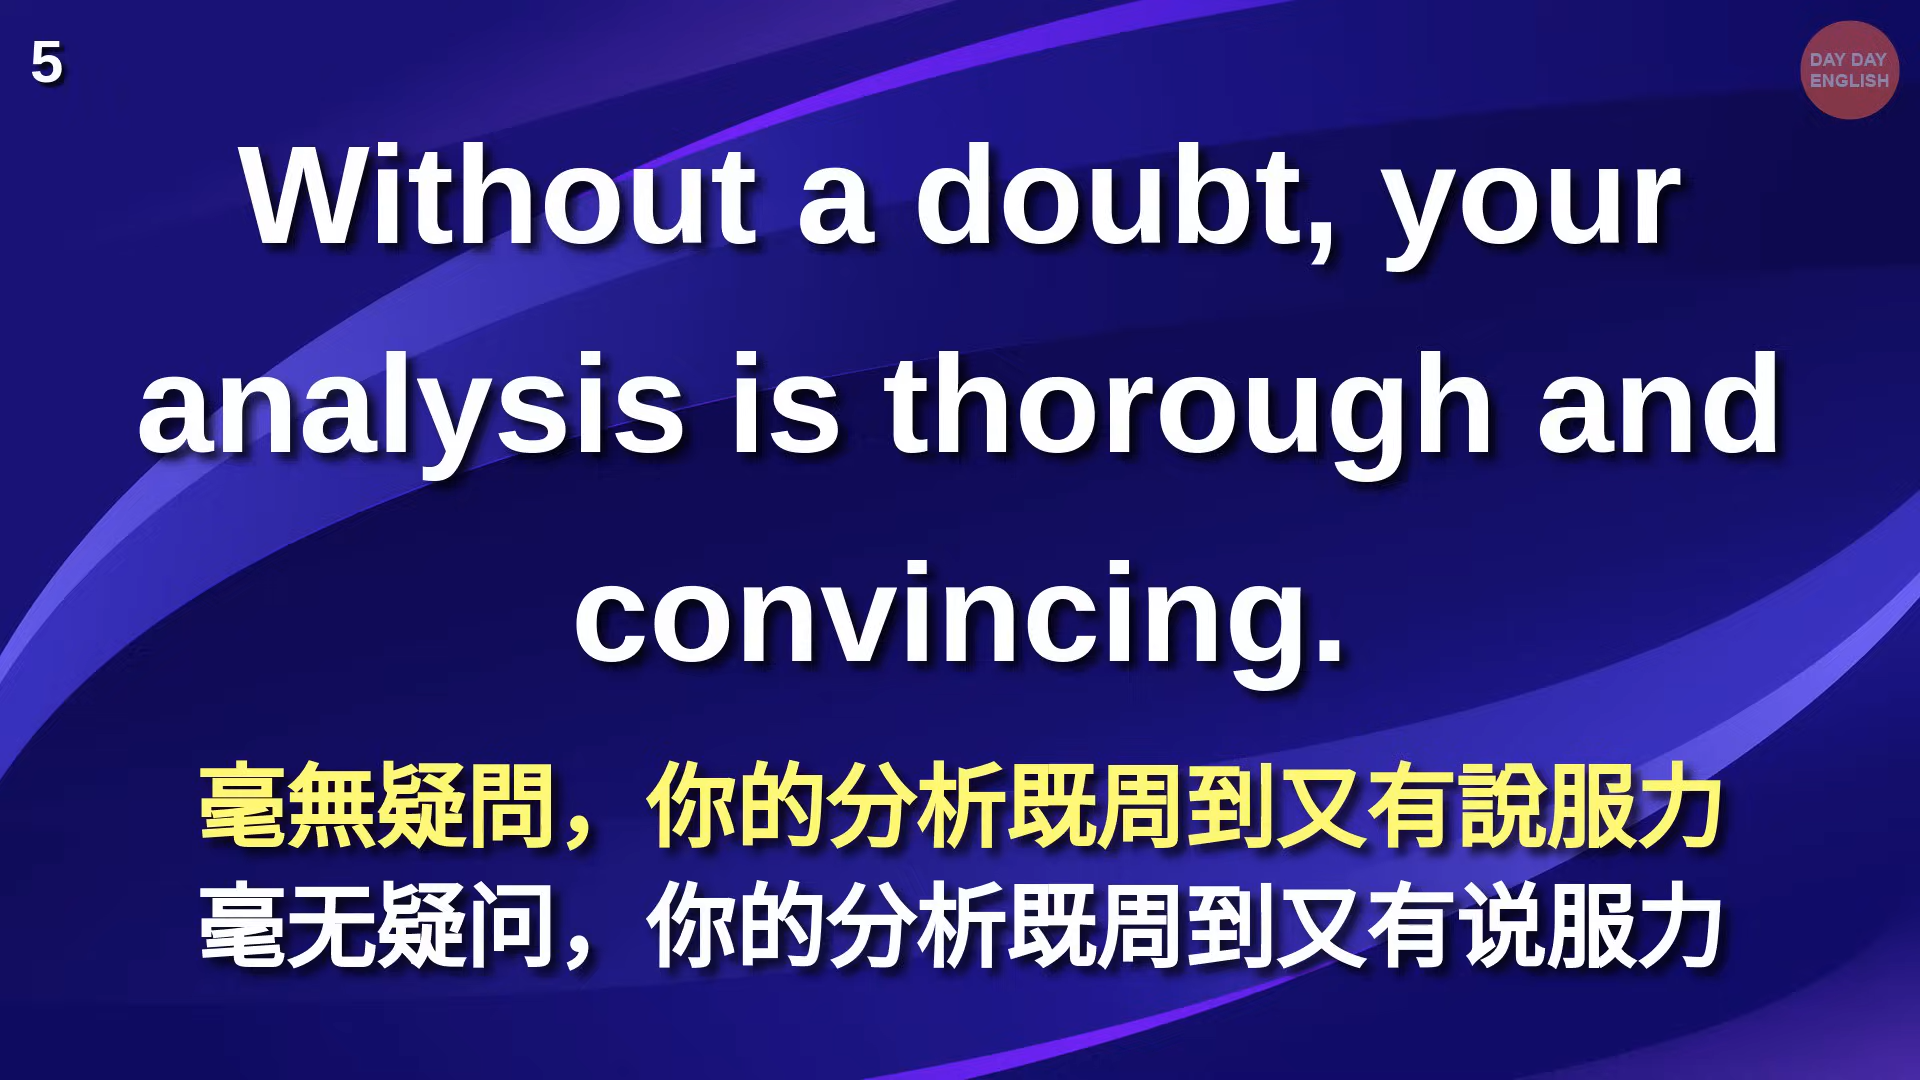 5
DAY DAY
ENGLISH
Without a doubt, your
analysis is thorough and
convincing.
毫無疑問，你的分析既周到又有說服力
毫无疑问，你的分析既周到又有说服力